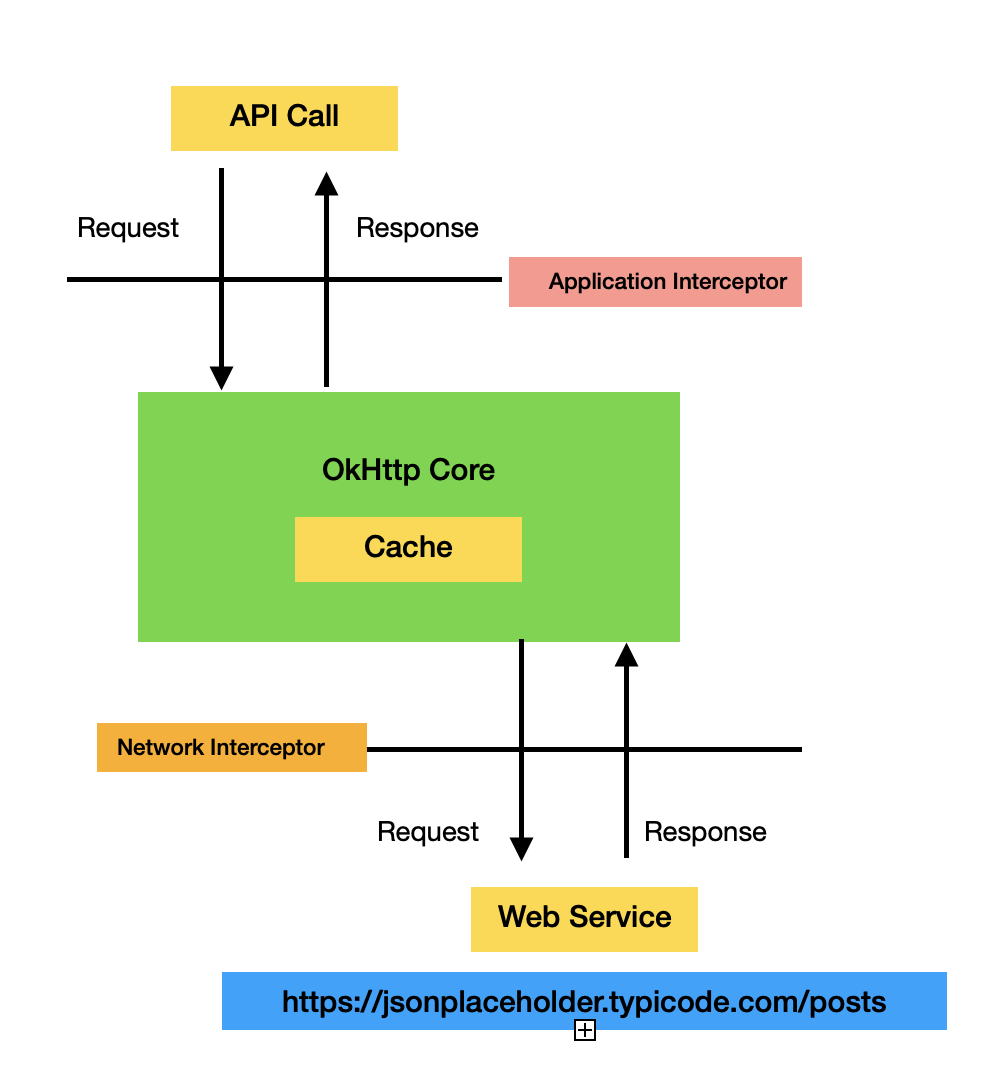 API Call
Request
Response
Application Interceptor
OkHttp Core
Cache
Network Interceptor
Request
Response
Web Service
https://jsonplaceholder.typicode.com/posts